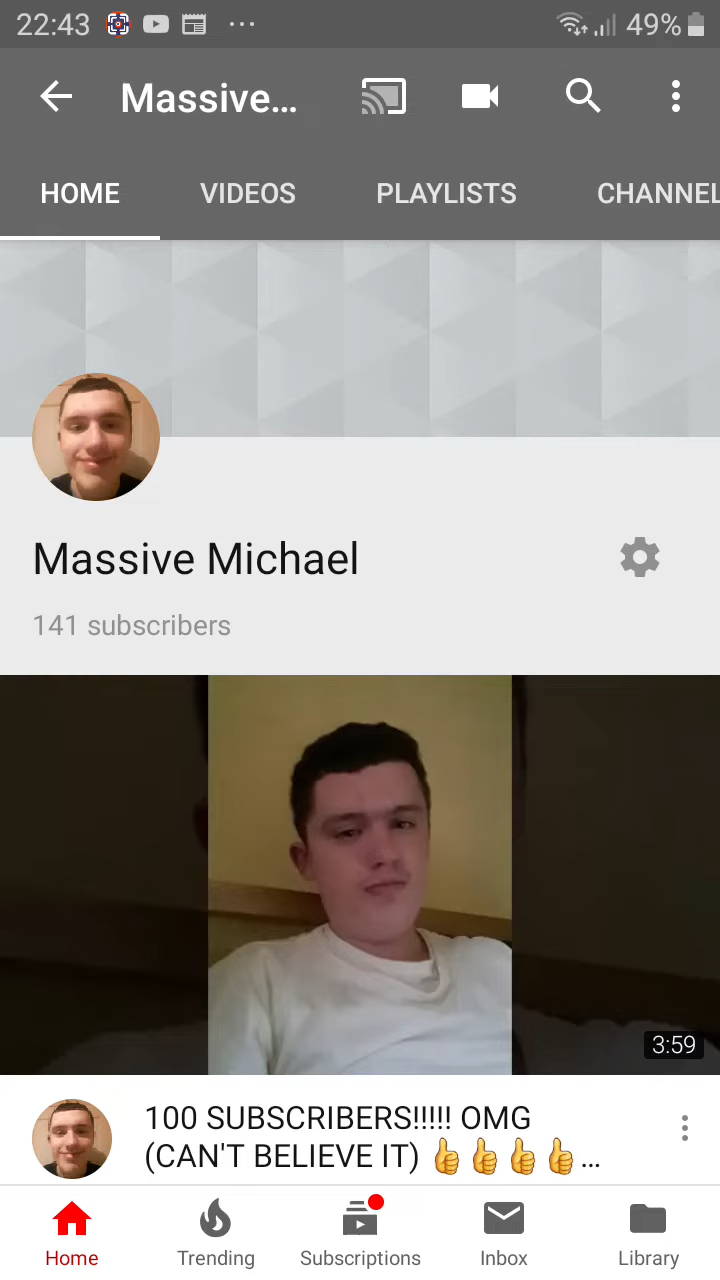 22:43 ... 49%
Massive...
HOME VIDEOS PLAYLISTS CHANNEL
Massive Michael
141 subscribers
3:59
100 SUBSCRIBERS!!!!! OMG
(CAN'T BELIEVE IT) 👍👍👍👍...
Home Trending Subscriptions Inbox Library